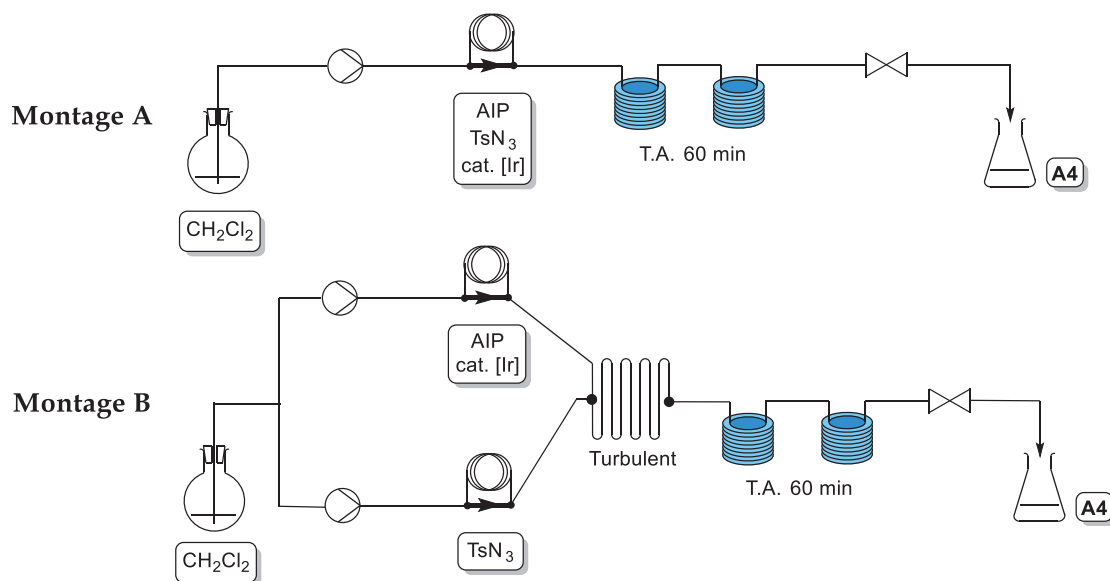 Montage A
AIP
TsN₃
cat. [Ir]
T.A. 60 min
CH₂Cl₂
A4
Montage B
AIP
cat. [Ir]
Turbulent
T.A. 60 min
CH₂Cl₂
TsN₃
A4